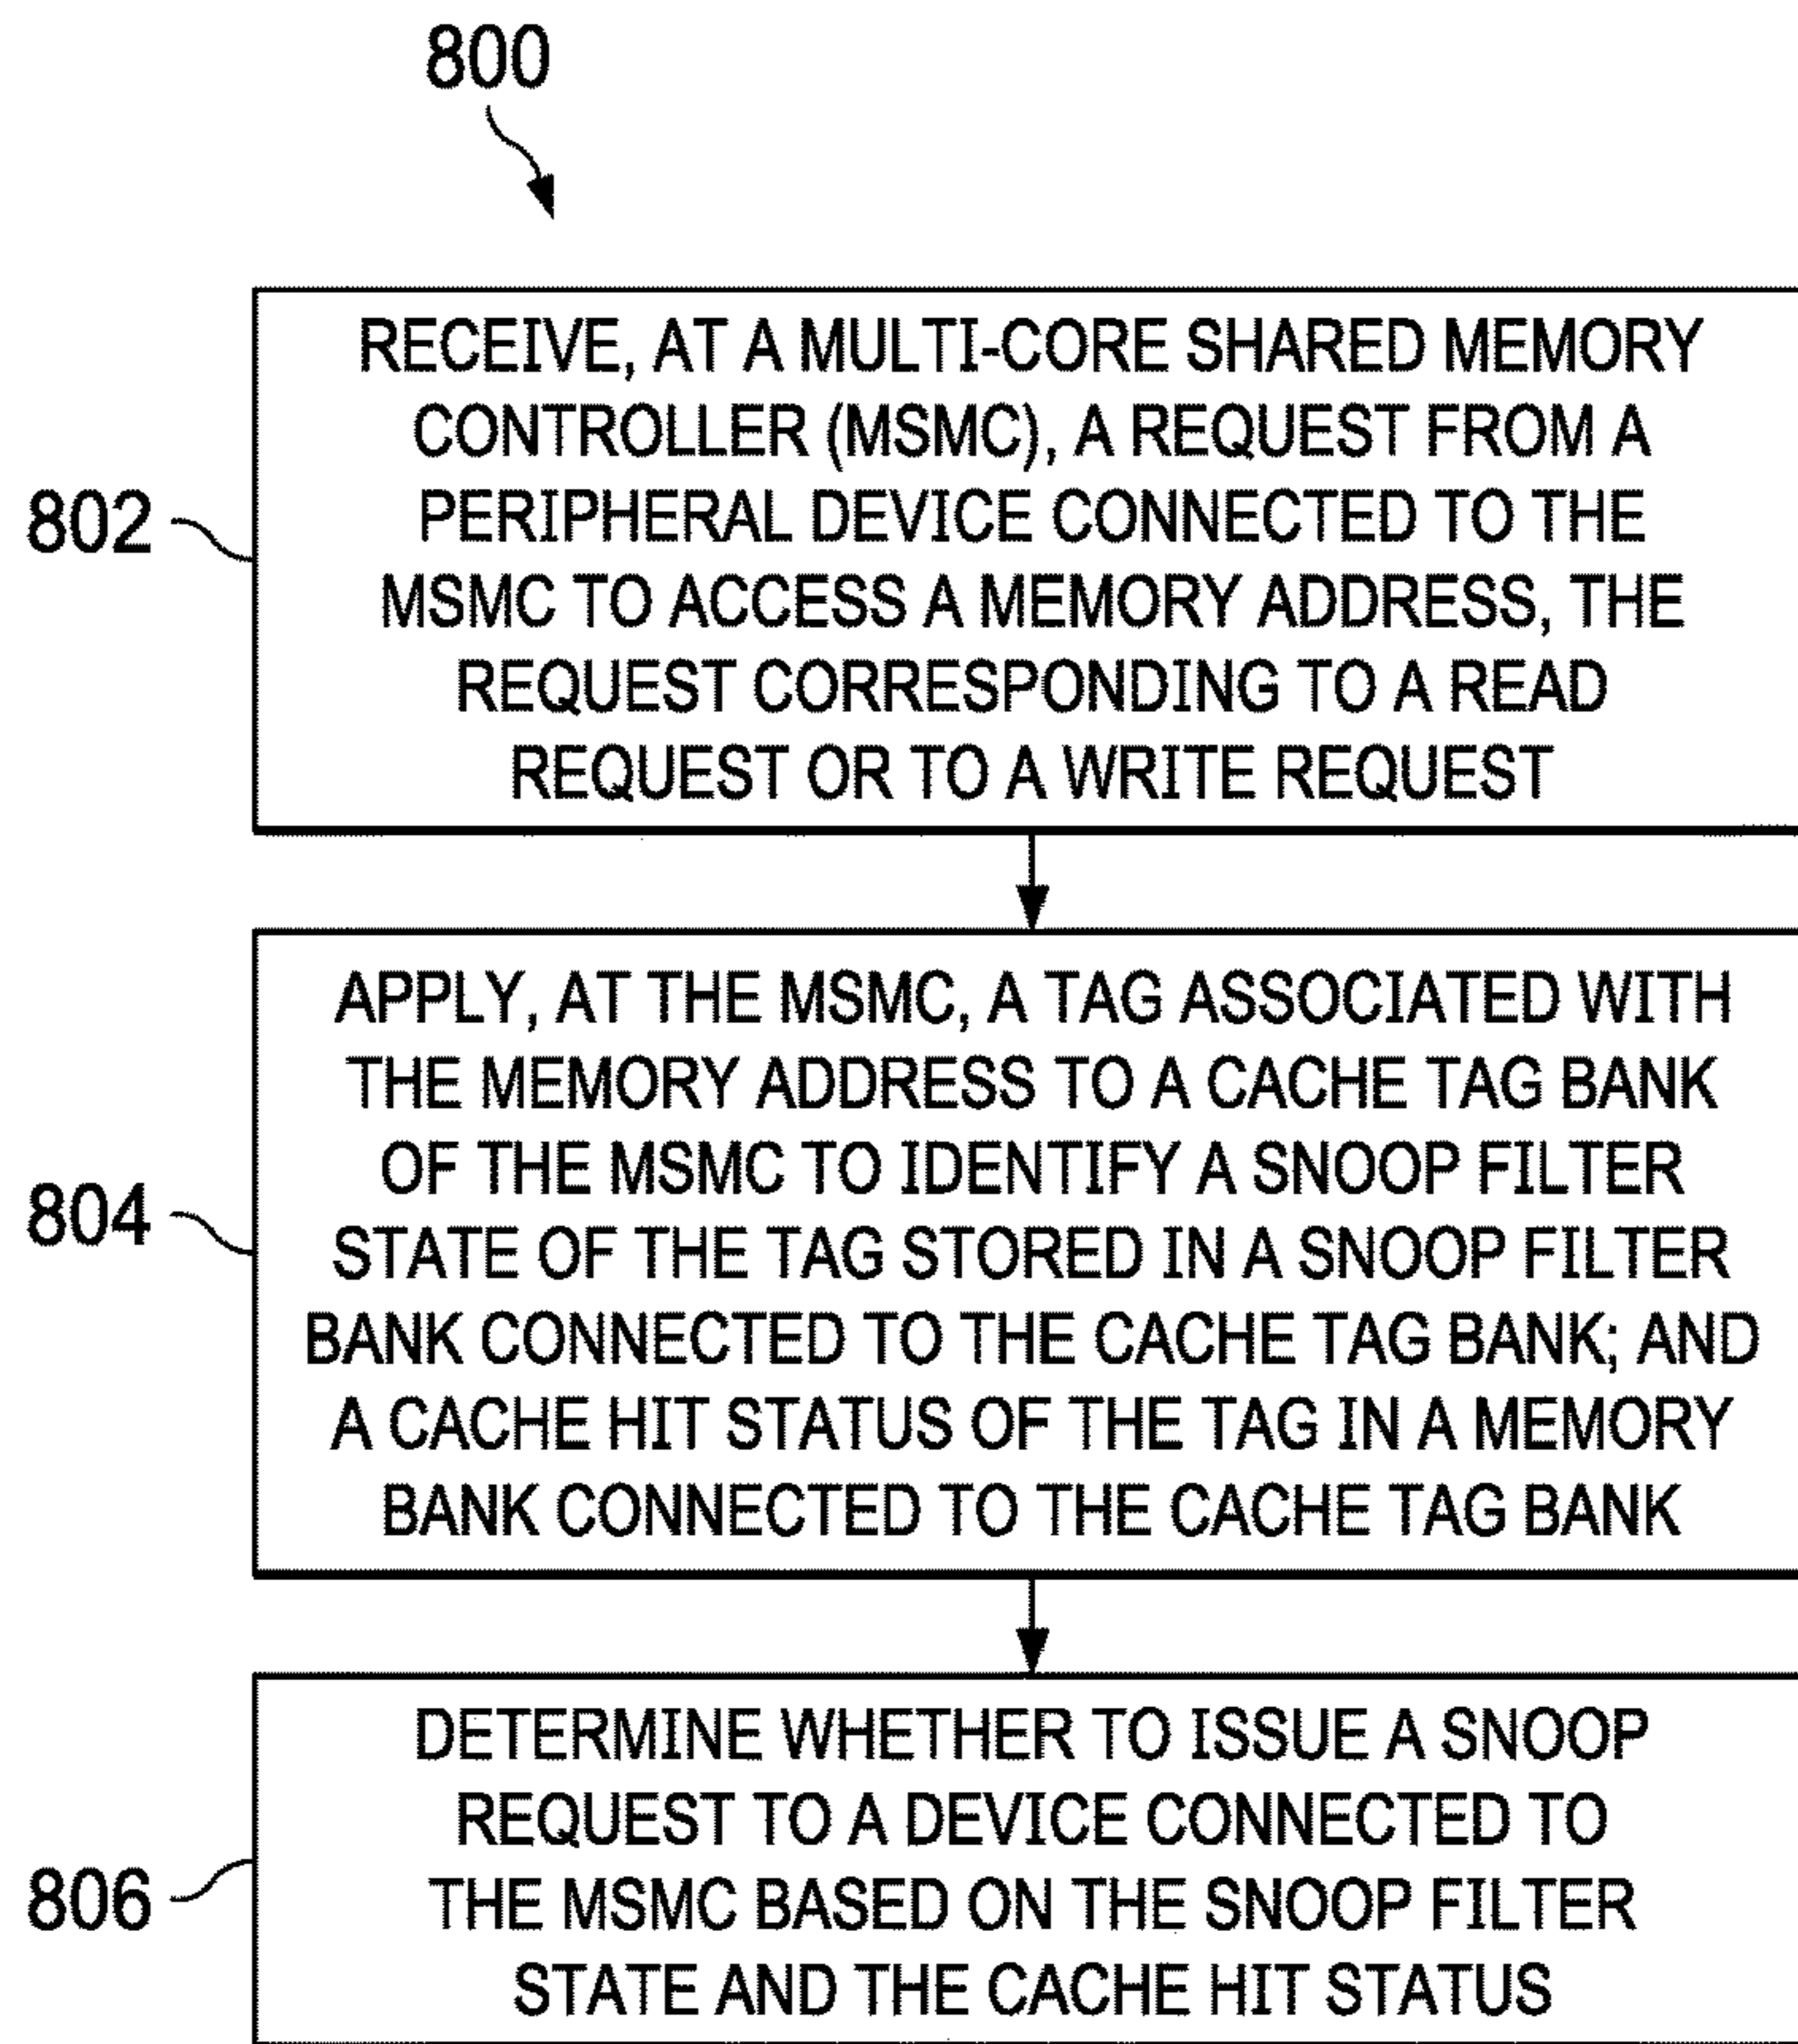 800
802
RECEIVE, AT A MULTI-CORE SHARED MEMORY
CONTROLLER (MSMC), A REQUEST FROM A
PERIPHERAL DEVICE CONNECTED TO THE
MSMC TO ACCESS A MEMORY ADDRESS, THE
REQUEST CORRESPONDING TO A READ
REQUEST OR TO A WRITE REQUEST
804
APPLY, AT THE MSMC, A TAG ASSOCIATED WITH
THE MEMORY ADDRESS TO A CACHE TAG BANK
OF THE MSMC TO IDENTIFY A SNOOP FILTER
STATE OF THE TAG STORED IN A SNOOP FILTER
BANK CONNECTED TO THE CACHE TAG BANK; AND
A CACHE HIT STATUS OF THE TAG IN A MEMORY
BANK CONNECTED TO THE CACHE TAG BANK
806
DETERMINE WHETHER TO ISSUE A SNOOP
REQUEST TO A DEVICE CONNECTED TO
THE MSMC BASED ON THE SNOOP FILTER
STATE AND THE CACHE HIT STATUS